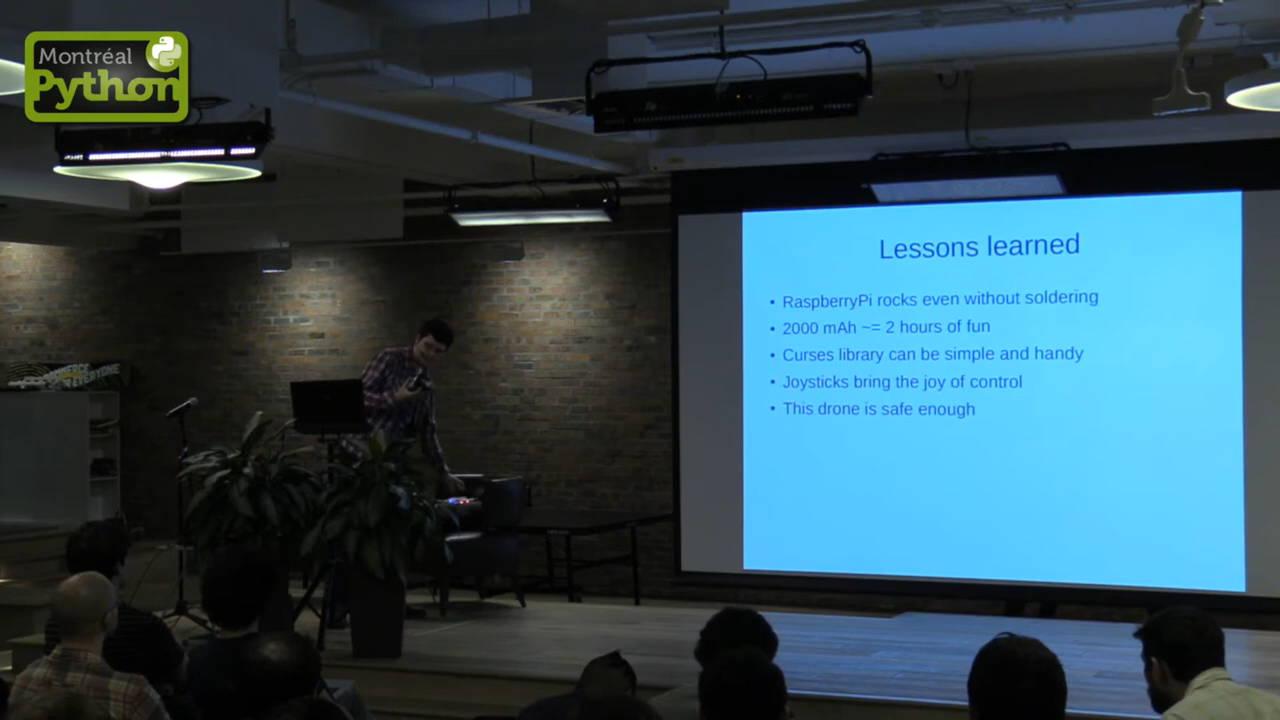 Montréal
Python
Lessons learned
• RaspberryPi rocks even without soldering
• 2000 mAh ~= 2 hours of fun
• Curses library can be simple and handy
• Joysticks bring the joy of control
• This drone is safe enough
EVERYONE